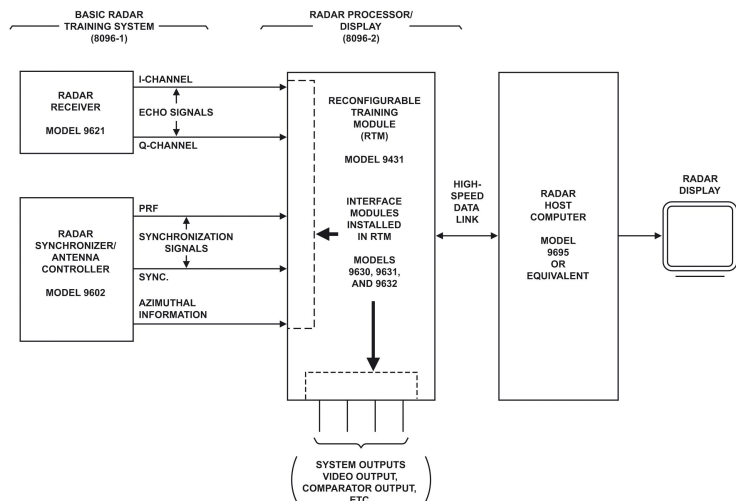 BASIC RADAR
TRAINING SYSTEM
(8096-1)
RADAR PROCESSOR/
DISPLAY
(8096-2)
RADAR
RECEIVER
MODEL 9621
I-CHANNEL
ECHO SIGNALS
Q-CHANNEL
RADAR
SYNCHRONIZER/
ANTENNA
CONTROLLER
MODEL 9602
PRF
SYNCHRONIZATION
SIGNALS
SYNC.
AZIMUTHAL
INFORMATION
RECONFIGURABLE
TRAINING
MODULE
(RTM)
MODEL 9431
INTERFACE
MODULES
INSTALLED
IN RTM
MODELS
9630, 9631,
AND 9632
HIGH-
SPEED
DATA
LINK
RADAR
HOST
COMPUTER
MODEL
9695
OR
EQUIVALENT
RADAR
DISPLAY
SYSTEM OUTPUTS
VIDEO OUTPUT,
COMPARATOR OUTPUT,
ETC.